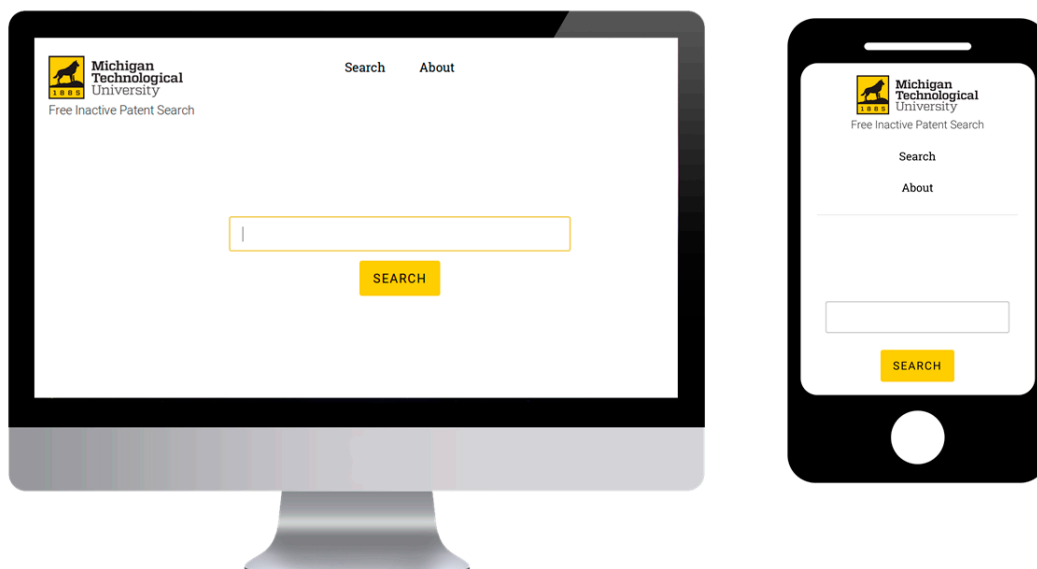 Michigan
Technological
University
1885
Free Inactive Patent Search
Search About
SEARCH
Michigan
Technological
University
1885
Free Inactive Patent Search
Search
About
SEARCH